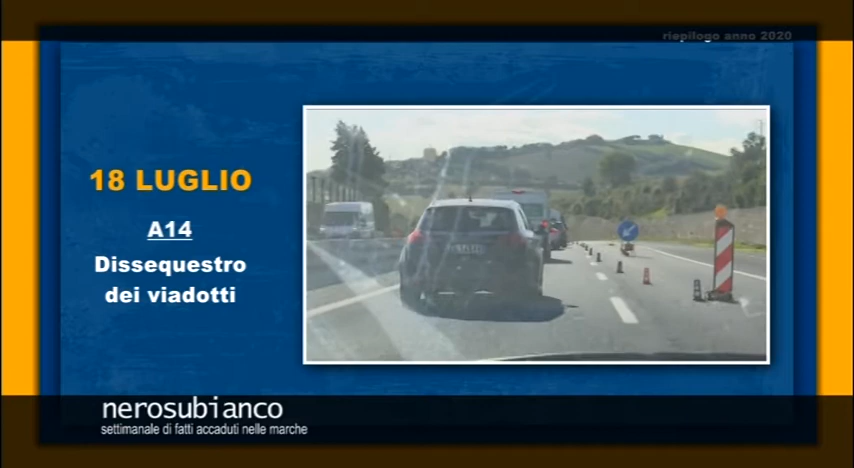 riepilogo anno 2020
18 LUGLIO
A14
Dissequestro
dei viadotti
nerosubianco
settimanale di fatti accaduti nelle marche